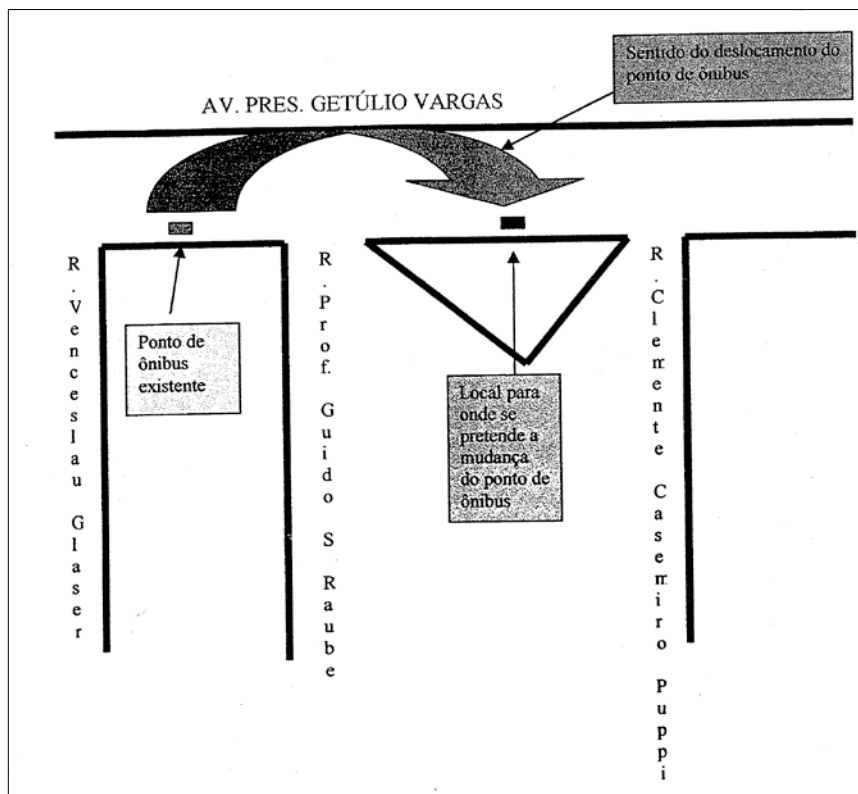 Sentido do deslocamento do
ponto de ônibus
AV. PRES. GETÚLIO VARGAS
R. Venceslau Glaser
Ponto de
ônibus
existente
R. Prof. Guido S Raube
Local para
onde se
pretende a
mudança
do ponto de
ônibus
R. Clemente Casemiro Puppi